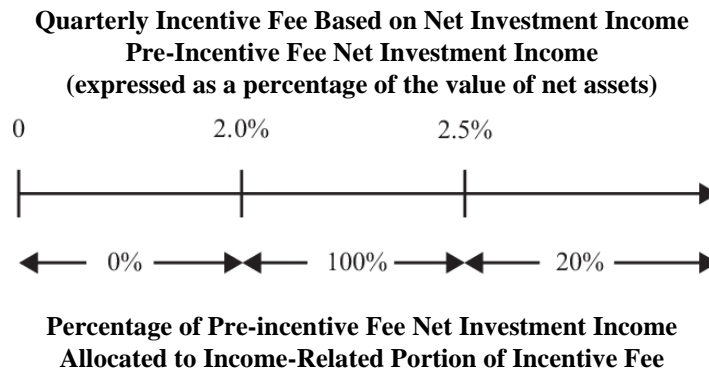 Quarterly Incentive Fee Based on Net Investment Income
Pre-Incentive Fee Net Investment Income
(expressed as a percentage of the value of net assets)
0 2.0% 2.5%
0% 100% 20%
Percentage of Pre-incentive Fee Net Investment Income
Allocated to Income-Related Portion of Incentive Fee